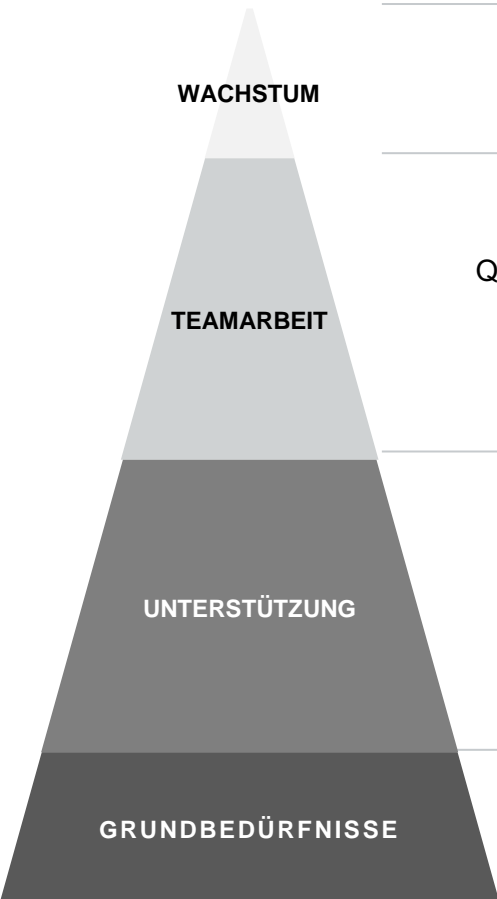 WACHSTUM
Q
TEAMARBEIT
UNTERSTÜTZUNG
GRUNDBEDÜRFNISSE